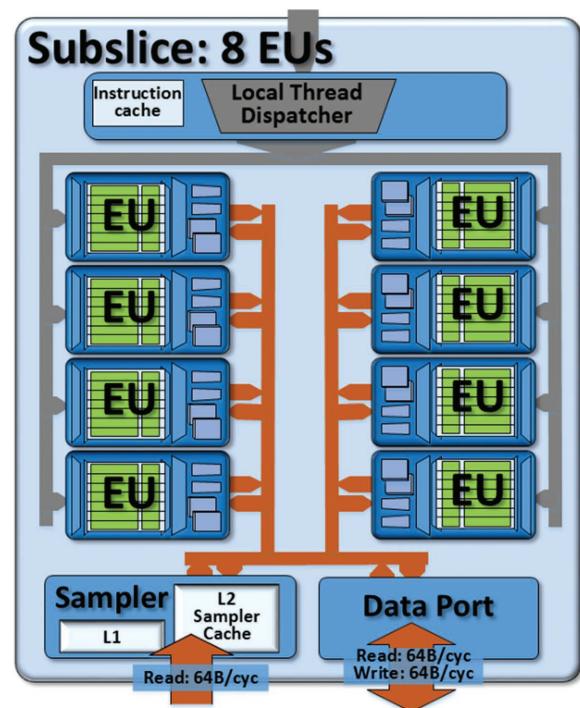 Subslice: 8 EUs
Instruction
cache
Local Thread
Dispatcher
EU
EU
EU
EU
EU
EU
EU
EU
Sampler
L1
L2
Sampler
Cache
Data Port
Read: 64B/cyc
Read: 64B/cyc
Write: 64B/cyc